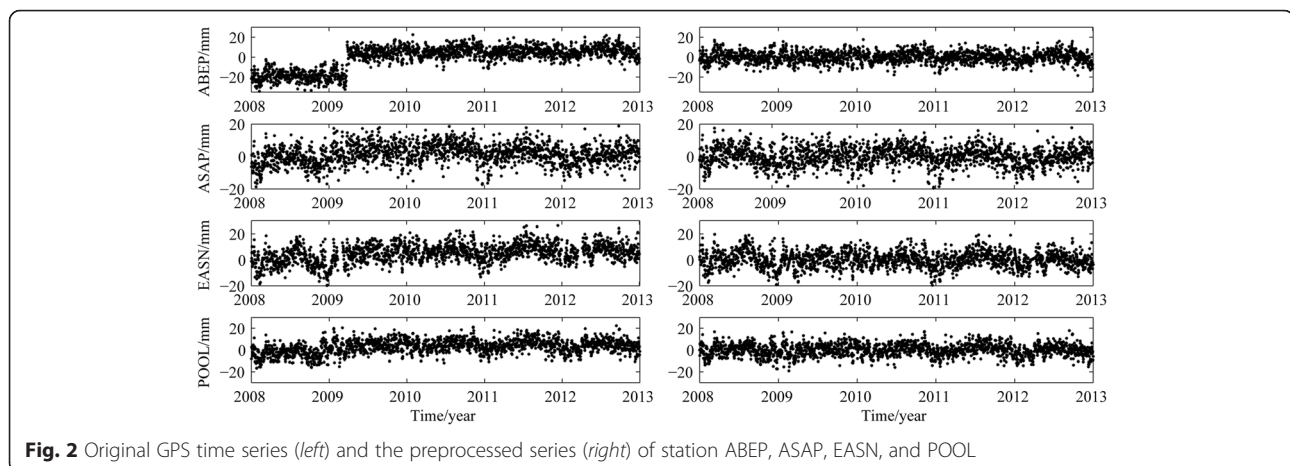 ABEP/mm
20
0
−20
2008 2009 2010 2011 2012 2013
20
0
−20
2008 2009 2010 2011 2012 2013
ASAP/mm
20
0
−20
2008 2009 2010 2011 2012 2013
20
0
−20
2008 2009 2010 2011 2012 2013
EASN/mm
20
0
−20
2008 2009 2010 2011 2012 2013
20
0
−20
2008 2009 2010 2011 2012 2013
POOL/mm
20
0
−20
2008 2009 2010 2011 2012 2013
Time/year
20
0
−20
2008 2009 2010 2011 2012 2013
Time/year
Fig. 2 Original GPS time series (left) and the preprocessed series (right) of station ABEP, ASAP, EASN, and POOL